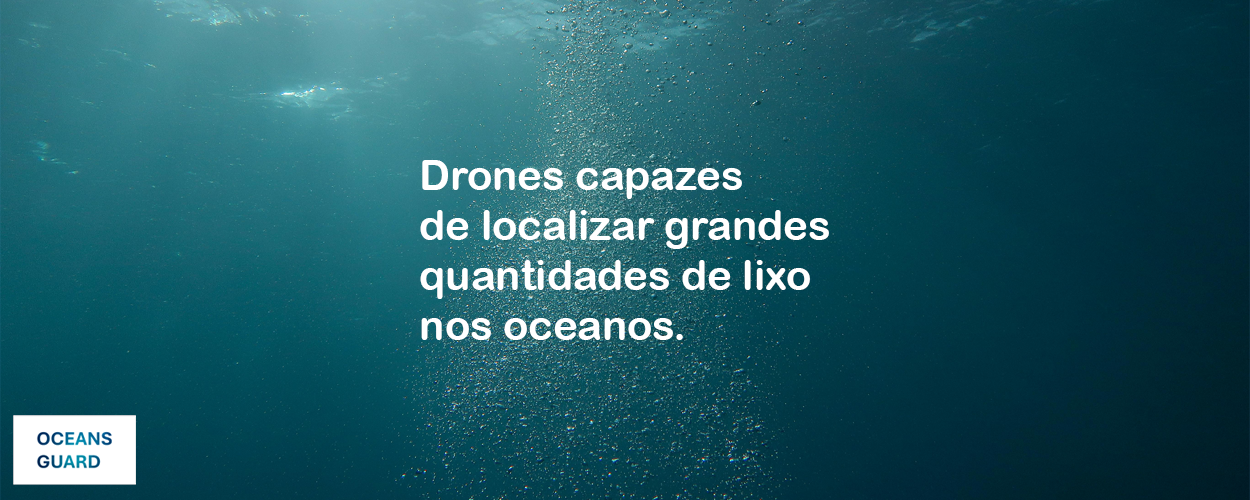 Drones capazes
de localizar grandes
quantidades de lixo
nos oceanos.
OCEANS
GUARD